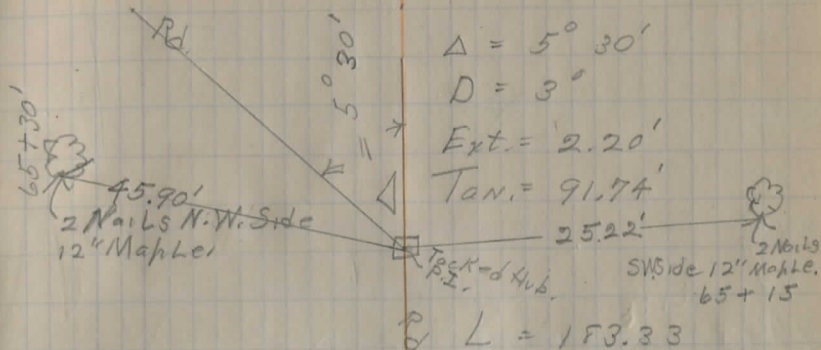 Rd.
Δ = 5° 30'
Δ = 5° 30'
D = 3°
Ext. = 2.20'
Tan. = 91.74'
65+30'
45.90'
2 Nails N.W. Side
12" Maple.
25.22'
2 Nails
SW Side 12" Maple.
65 + 15
Tack-d Hub.
P.I.
Rd
L = 183.33